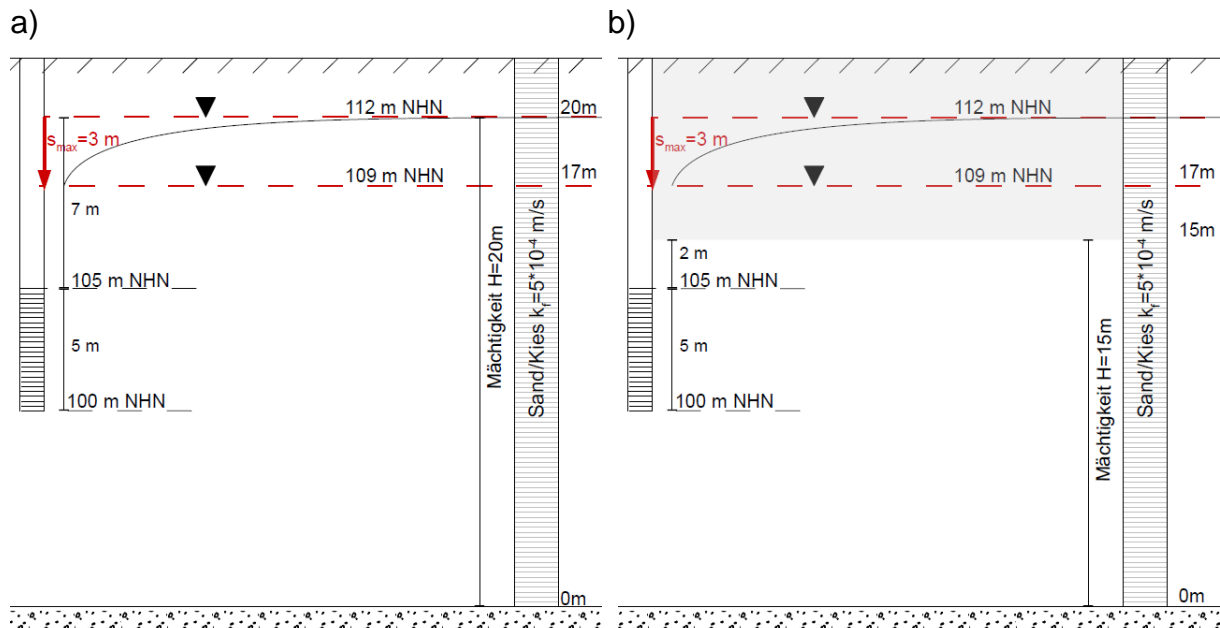 a)
112 m NHN
20m
s_max=3 m
109 m NHN
17m
7 m
105 m NHN
5 m
100 m NHN
Mächtigkeit H=20m
Sand/Kies k_f=5*10^-4 m/s
0m
b)
112 m NHN
s_max=3 m
109 m NHN
17m
15m
2 m
105 m NHN
5 m
100 m NHN
Mächtigkeit H=15m
Sand/Kies k_f=5*10^-4 m/s
0m